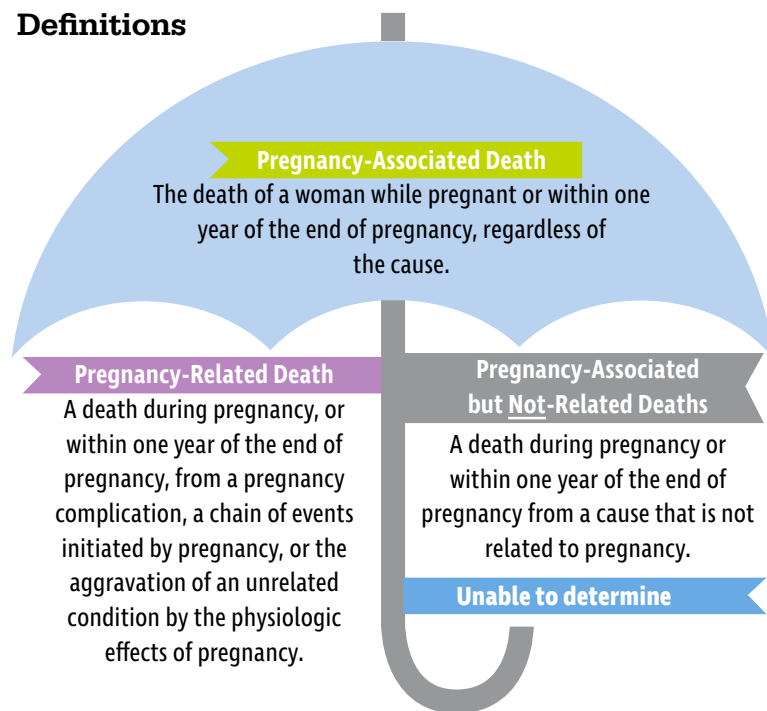 Definitions
Pregnancy-Associated Death
The death of a woman while pregnant or within one
year of the end of pregnancy, regardless of
the cause.
Pregnancy-Related Death
A death during pregnancy, or
within one year of the end of
pregnancy, from a pregnancy
complication, a chain of events
initiated by pregnancy, or the
aggravation of an unrelated
condition by the physiologic
effects of pregnancy.
Pregnancy-Associated
but Not-Related Deaths
A death during pregnancy or
within one year of the end of
pregnancy from a cause that is not
related to pregnancy.
Unable to determine